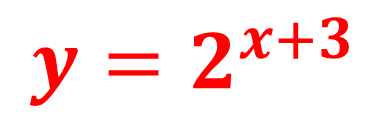 y = 2^{x+3}